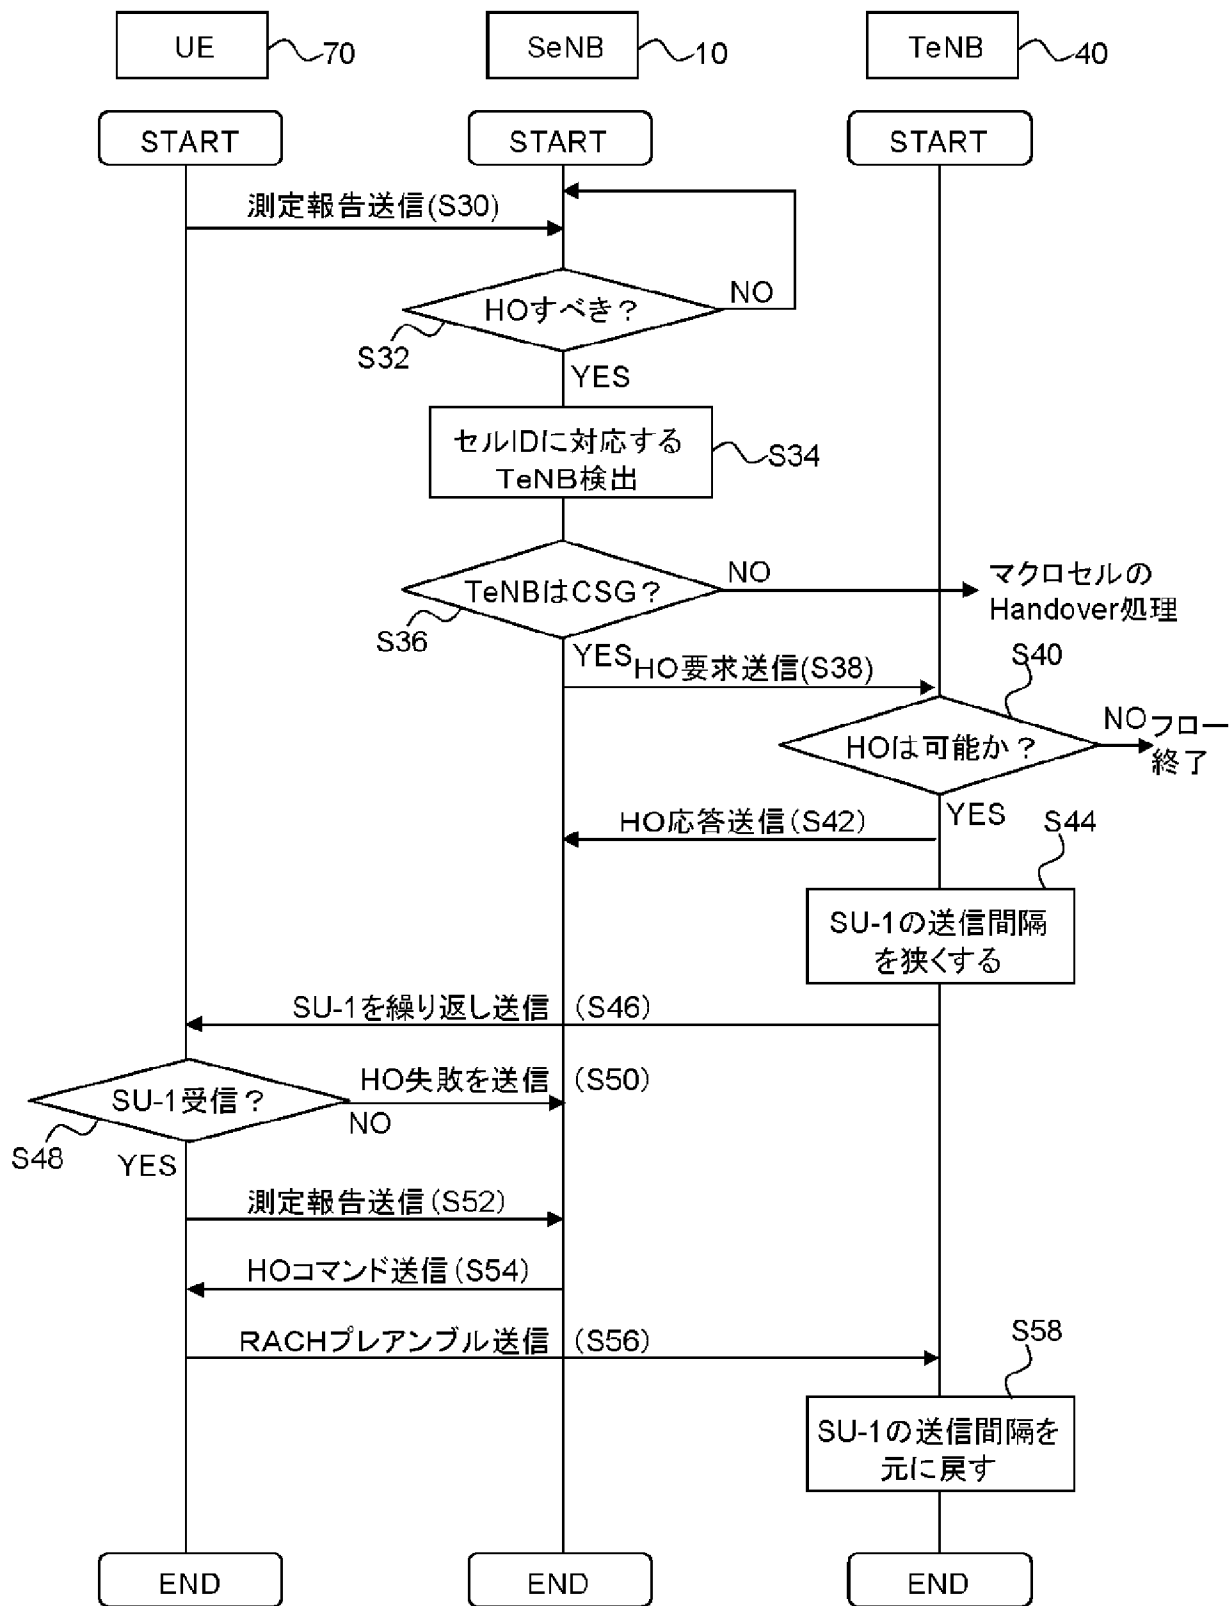 UE
70
SeNB
10
TeNB
40
START
START
START
測定報告送信(S30)
HOすべき？
NO
S32
YES
セルIDに対応する
TeNB検出
S34
TeNBはCSG？
NO
マクロセルの
Handover処理
S36
YES
HO要求送信(S38)
S40
HOは可能か？
NO
フロー
終了
YES
HO応答送信(S42)
S44
SU-1の送信間隔
を狭くする
SU-1を繰り返し送信 (S46)
SU-1受信？
HO失敗を送信 (S50)
NO
S48
YES
測定報告送信(S52)
HOコマンド送信(S54)
RACHプレアンブル送信 (S56)
S58
SU-1の送信間隔を
元に戻す
END
END
END